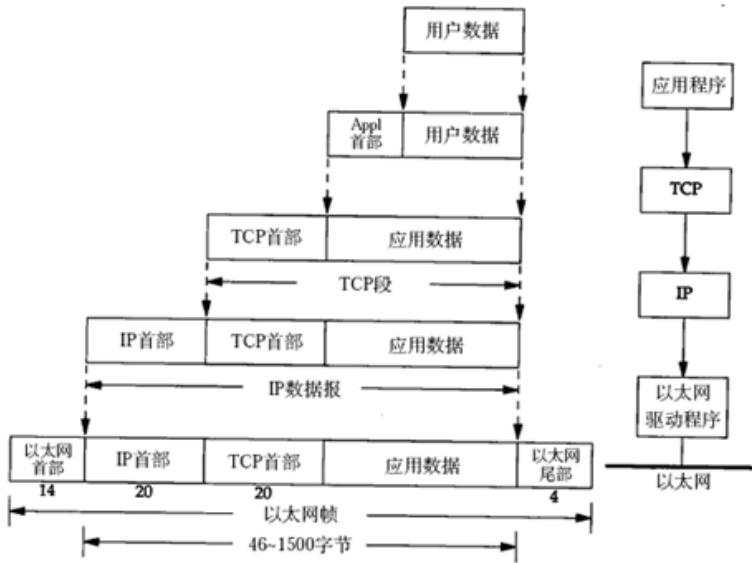 用户数据
Appl
首部
用户数据
TCP首部
应用数据
TCP段
IP首部
TCP首部
应用数据
IP数据报
以太网
首部
IP首部
TCP首部
应用数据
以太网
尾部
14
20
20
4
以太网帧
46~1500字节
应用程序
TCP
IP
以太网
驱动程序
以太网